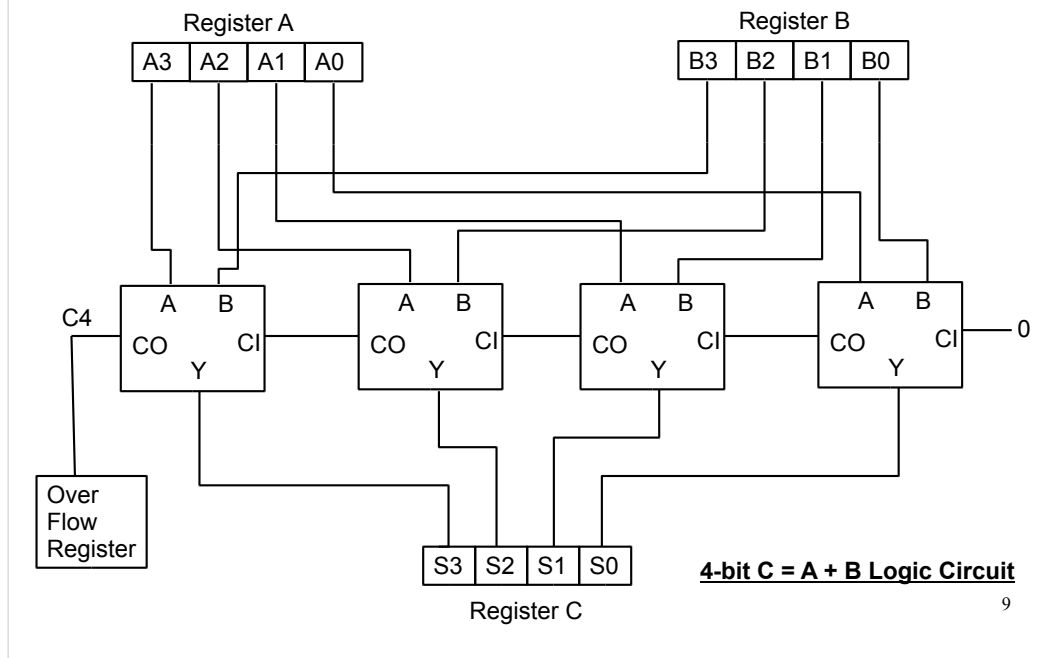 Register A
Register B
A3 A2 A1 A0
B3 B2 B1 B0
A B
A B
A B
A B
C4
CO CI
CO CI
CO CI
CO CI
0
Y
Y
Y
Y
Over
Flow
Register
S3 S2 S1 S0
4-bit C = A + B Logic Circuit
Register C
9